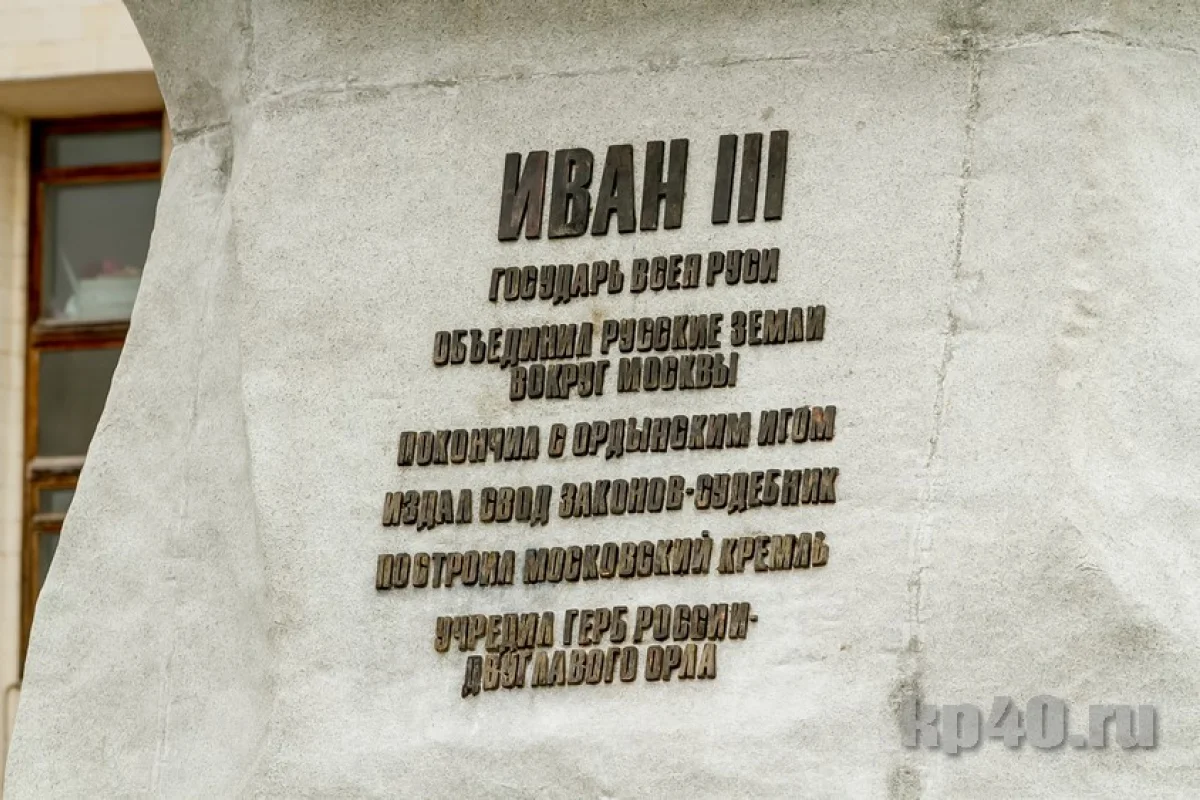 ИВАН III
ГОСУДАРЬ ВСЕЯ РУСИ
ОБЪЕДИНИЛ РУССКИЕ ЗЕМЛИ
ВОКРУГ МОСКВЫ
ПОКОНЧИЛ С ОРДЫНСКИМ ИГОМ
ИЗДАЛ СВОД ЗАКОНОВ-СУДЕБНИК
ПОСТРОИЛ МОСКОВСКИЙ КРЕМЛЬ
УЧРЕДИЛ ГЕРБ РОССИИ-
ДВУГЛАВОГО ОРЛА
kp40.ru